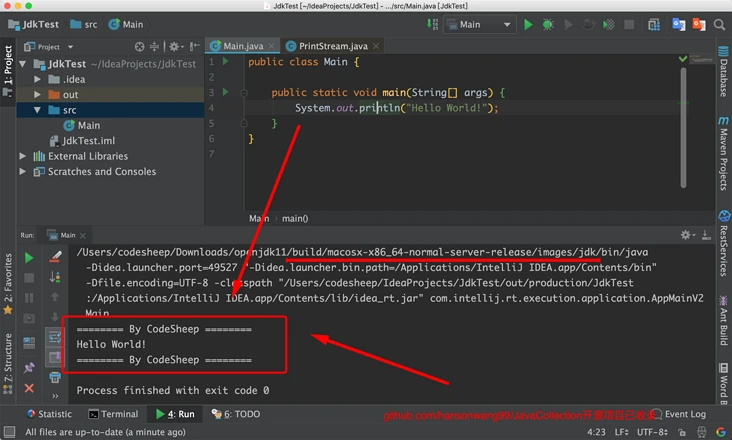 JdkTest [~/IdeaProjects/JdkTest] - .../src/Main.java [JdkTest]
JdkTest src Main
Main
Project
Main.java PrintStream.java
1: Project
JdkTest ~/IdeaProjects/JdkTest
.idea
out
src
Main
JdkTest.iml
External Libraries
Scratches and Consoles
1 public class Main {
2
3 public static void main(String[] args) {
4 System.out.println("Hello World!");
5 }
6 }
7
Main main()
Database
Maven Projects
RestServices
Ant Build
Word
2: Favorites
7: Structure
Run: Main
/Users/codesheep/Downloads/openjdk11/build/macosx-x86_64-normal-server-release/images/jdk/bin/java
-Didea.launcher.port=49527 "-Didea.launcher.bin.path=/Applications/IntelliJ IDEA.app/Contents/bin"
-Dfile.encoding=UTF-8 -classpath "/Users/codesheep/IdeaProjects/JdkTest/out/production/JdkTest
:/Applications/IntelliJ IDEA.app/Contents/lib/idea_rt.jar" com.intellij.rt.execution.application.AppMainV2
Main
======== By CodeSheep ========
Hello World!
======== By CodeSheep ========
Process finished with exit code 0
Statistic Terminal 4: Run 6: TODO Event Log
github.com/hansonwang99/JavaCollection开源项目已收录
All files are up-to-date (a minute ago) 4:23 LF÷ UTF-8÷